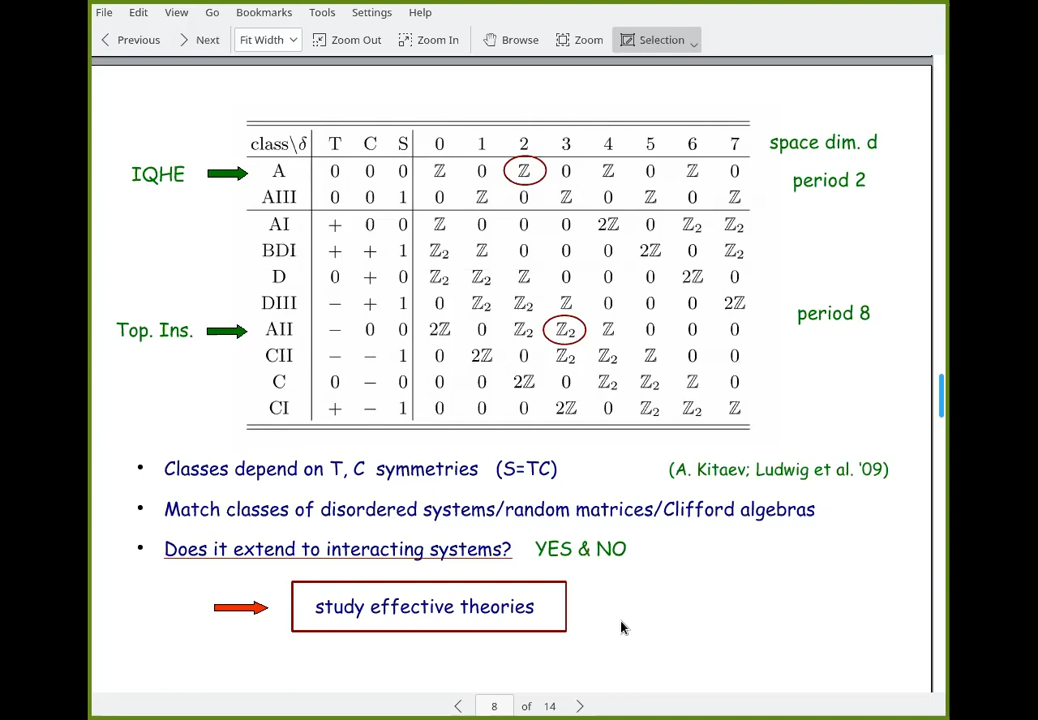 File Edit View Go Bookmarks Tools Settings Help
Previous Next Fit Width Zoom Out Zoom In Browse Zoom Selection
class\δ T C S 0 1 2 3 4 5 6 7 space dim. d
IQHE A 0 0 0 ℤ 0 ℤ 0 ℤ 0 ℤ 0 period 2
AIII 0 0 1 0 ℤ 0 ℤ 0 ℤ 0 ℤ
AI + 0 0 ℤ 0 0 0 2ℤ 0 ℤ₂ ℤ₂
BDI + + 1 ℤ₂ ℤ 0 0 0 2ℤ 0 ℤ₂
D 0 + 0 ℤ₂ ℤ₂ ℤ 0 0 0 2ℤ 0
DIII − + 1 0 ℤ₂ ℤ₂ ℤ 0 0 0 2ℤ period 8
Top. Ins. AII − 0 0 2ℤ 0 ℤ₂ ℤ₂ ℤ 0 0 0
CII − − 1 0 2ℤ 0 ℤ₂ ℤ₂ ℤ 0 0
C 0 − 0 0 0 2ℤ 0 ℤ₂ ℤ₂ ℤ 0
CI + − 1 0 0 0 2ℤ 0 ℤ₂ ℤ₂ ℤ
• Classes depend on T, C symmetries (S=TC) (A. Kitaev; Ludwig et al. '09)
• Match classes of disordered systems/random matrices/Clifford algebras
• Does it extend to interacting systems? YES & NO
study effective theories
8 of 14